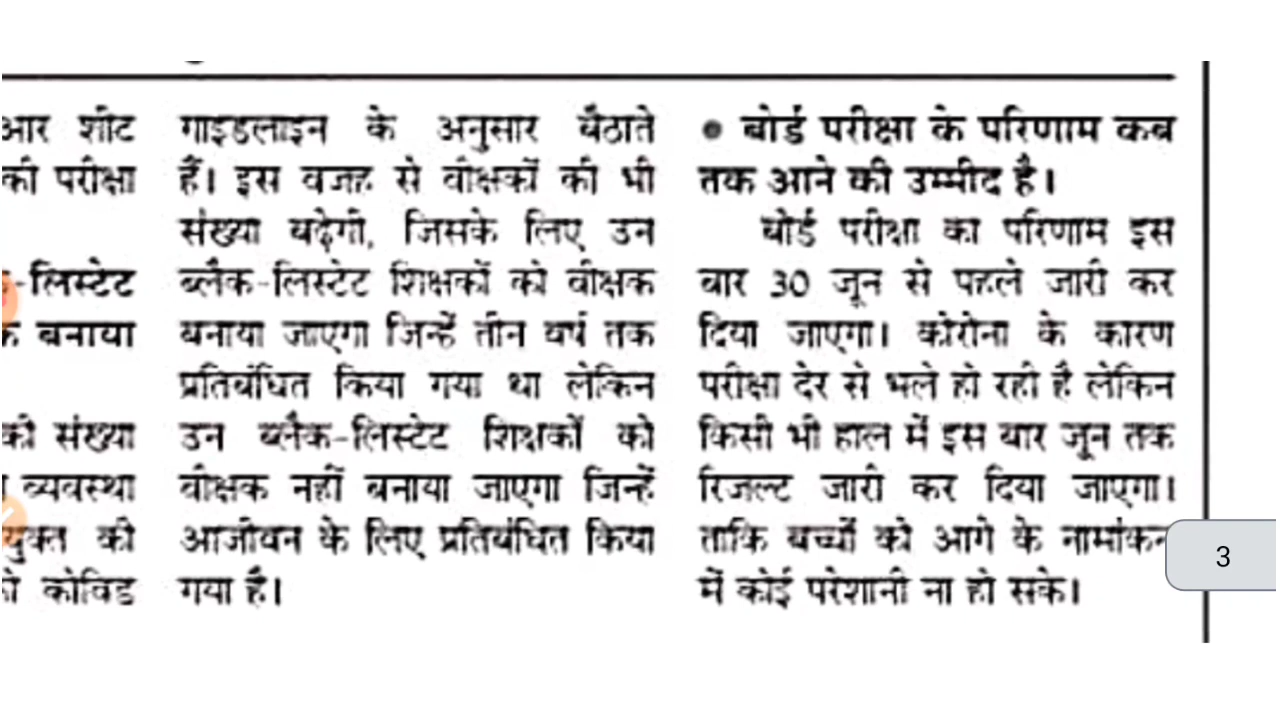 आर शीट
की परीक्षा
-लिस्टेट
बनाया
की संख्या
व्यवस्था
की
कोविड
गाइडलाइन के अनुसार बैठाते
हैं। इस वजह से वीक्षकों की भी
संख्या बढ़ेगी, जिसके लिए उन
ब्लैक-लिस्टेट शिक्षकों को वीक्षक
बनाया जाएगा जिन्हें तीन वर्ष तक
प्रतिबंधित किया गया था लेकिन
उन ब्लैक-लिस्टेट शिक्षकों को
वीक्षक नहीं बनाया जाएगा जिन्हें
आजीवन के लिए प्रतिबंधित किया
गया है।
● बोर्ड परीक्षा के परिणाम कब
तक आने की उम्मीद है।
बोर्ड परीक्षा का परिणाम इस
बार 30 जून से पहले जारी कर
दिया जाएगा। कोरोना के कारण
परीक्षा देर से भले हो रही है लेकिन
किसी भी हाल में इस बार जून तक
रिजल्ट जारी कर दिया जाएगा।
ताकि बच्चों को आगे के नामांकन
में कोई परेशानी ना हो सके।
3